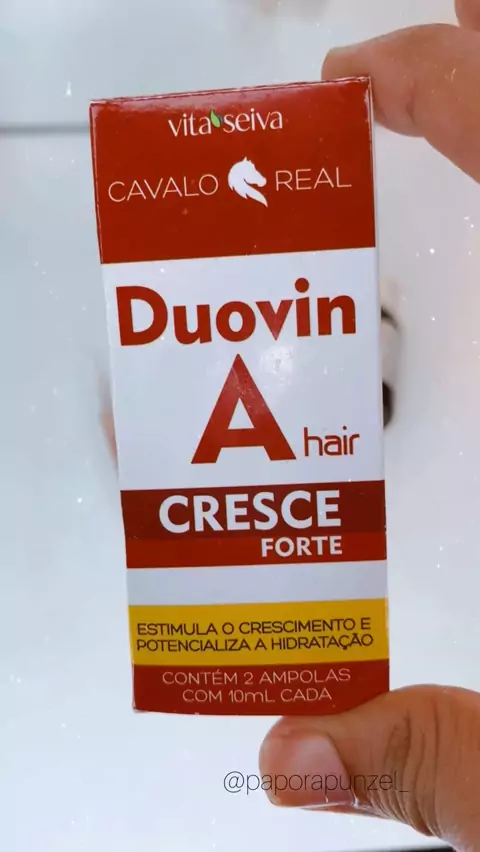 vita seiva
CAVALO REAL
Duovin
A hair
CRESCE
FORTE
ESTIMULA O CRESCIMENTO E
POTENCIALIZA A HIDRATAÇÃO
CONTÉM 2 AMPOLAS
COM 10mL CADA
@paporapunzel_